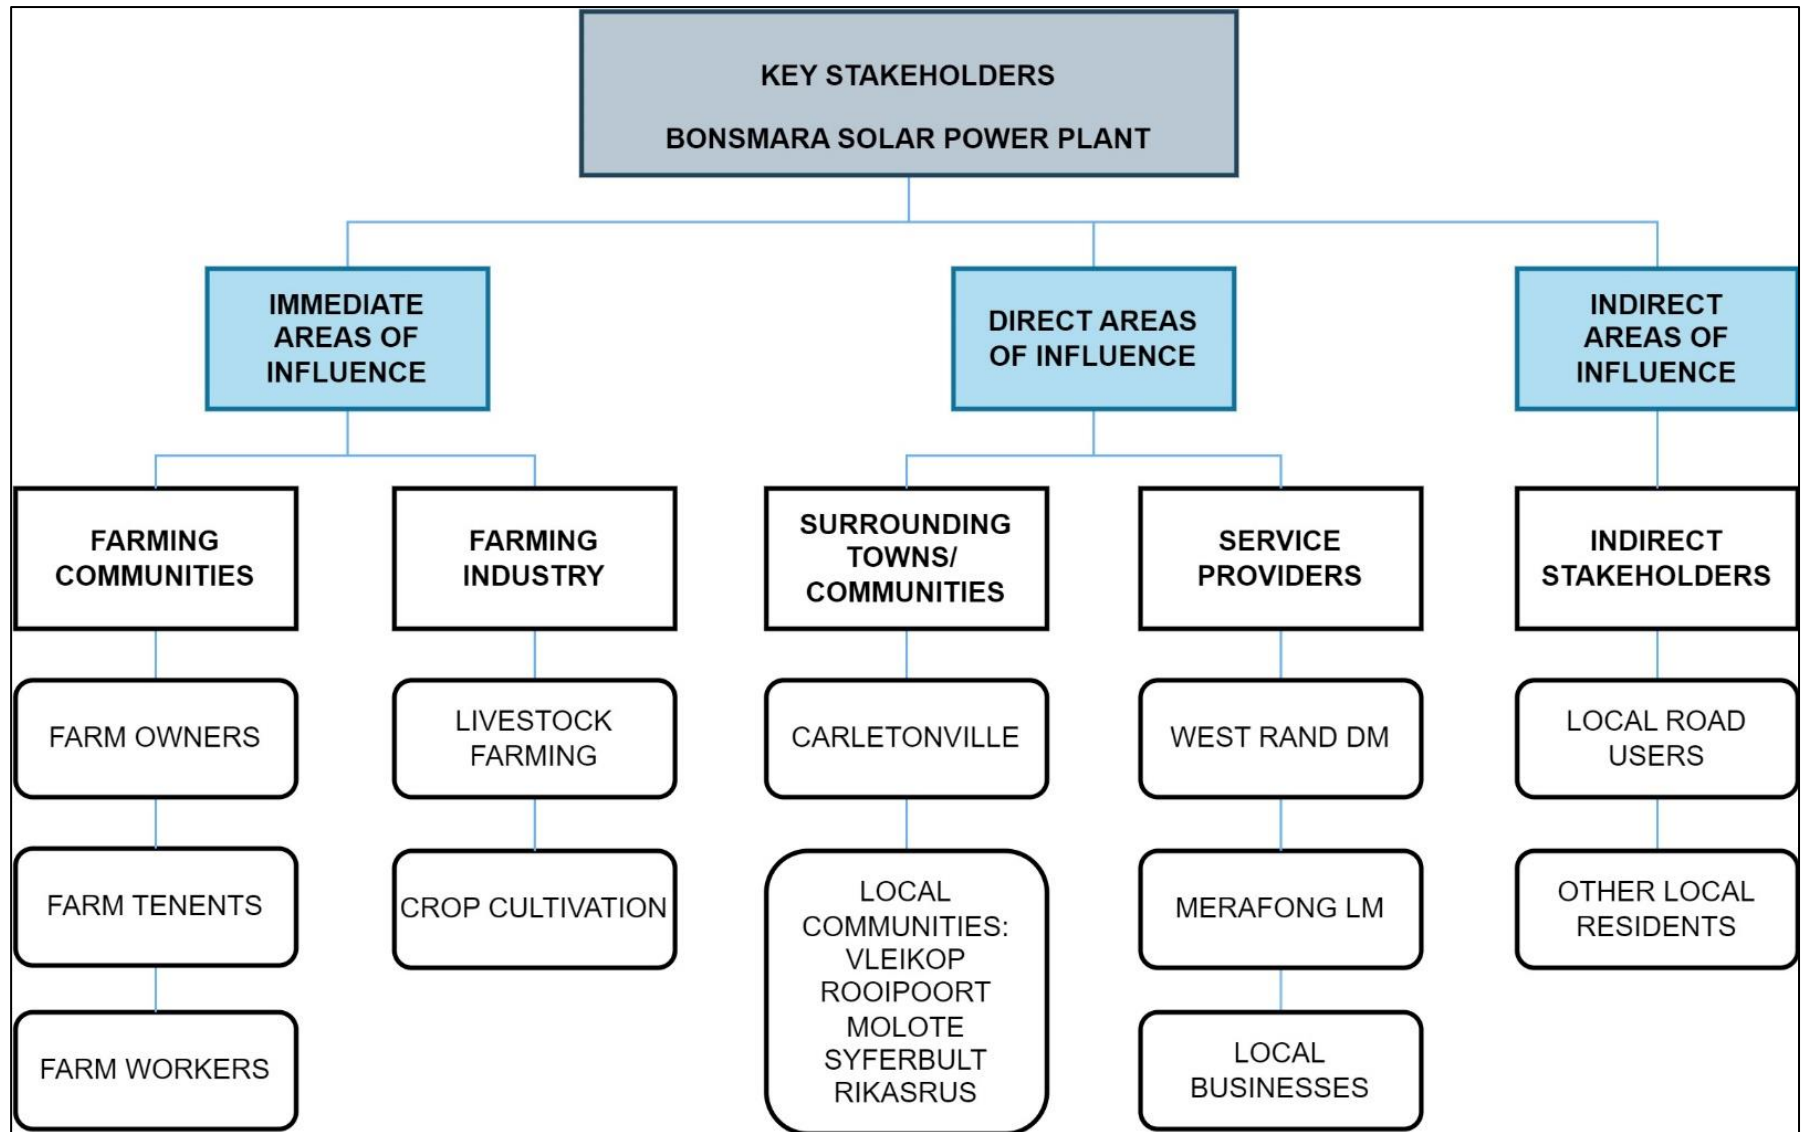 KEY STAKEHOLDERS
BONSMARA SOLAR POWER PLANT
IMMEDIATE
AREAS OF
INFLUENCE
DIRECT AREAS
OF INFLUENCE
INDIRECT
AREAS OF
INFLUENCE
FARMING
COMMUNITIES
FARMING
INDUSTRY
SURROUNDING
TOWNS/
COMMUNITIES
SERVICE
PROVIDERS
INDIRECT
STAKEHOLDERS
FARM OWNERS
LIVESTOCK
FARMING
CARLETONVILLE
WEST RAND DM
LOCAL ROAD
USERS
FARM TENENTS
CROP CULTIVATION
LOCAL
COMMUNITIES:
VLEIKOP
ROOIPOORT
MOLOTE
SYFERBULT
RIKASRUS
MERAFONG LM
OTHER LOCAL
RESIDENTS
FARM WORKERS
LOCAL
BUSINESSES